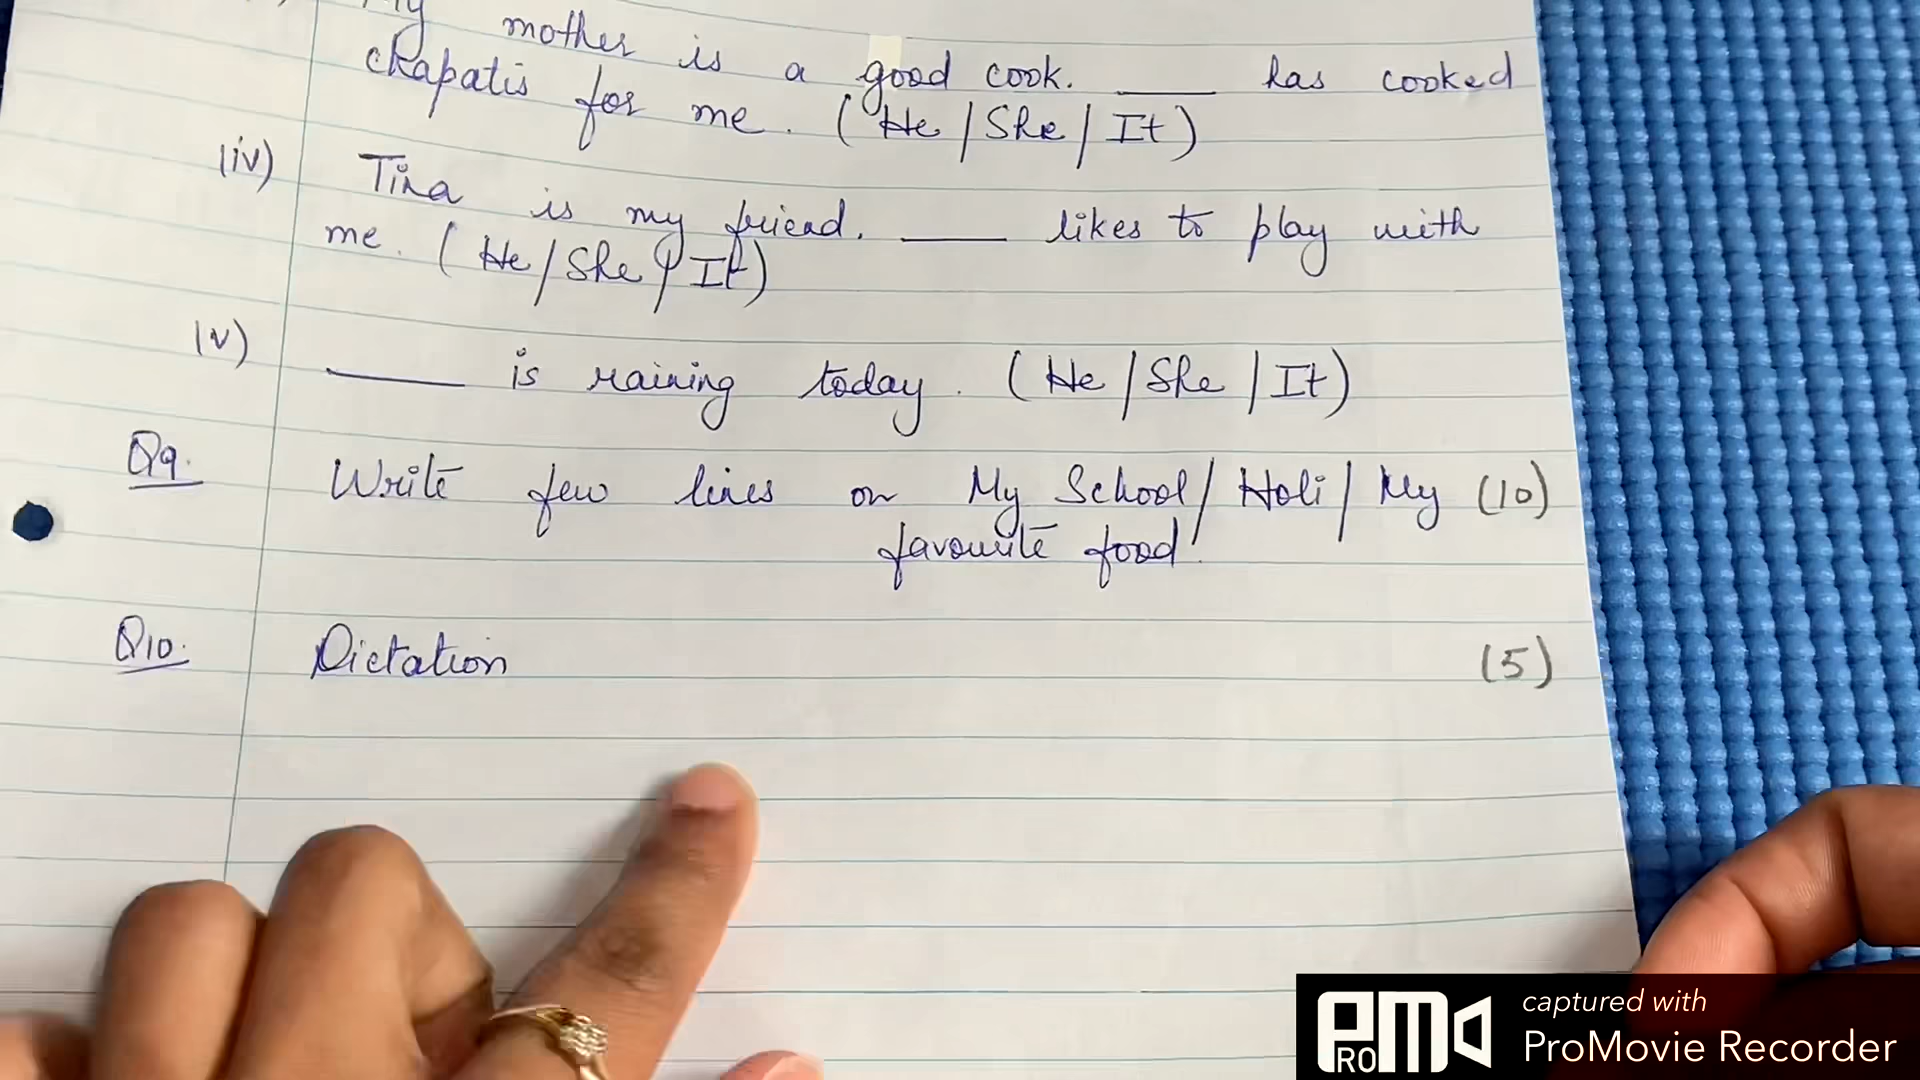 My mother is a good cook. ____ has cooked
chapatis for me. (He/She/It)
(iv) Tina is my friend. ____ likes to play with
me. (He/She/It)
(v) ____ is raining today. (He/She/It)
Q9. Write few lines on My School/Holi/My (10)
favourite food.
Q10. Dictation (5)
PRO M
captured with
ProMovie Recorder